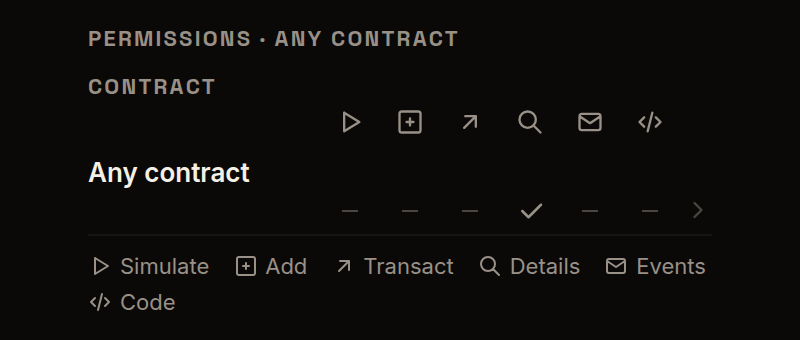 PERMISSIONS · ANY CONTRACT
CONTRACT
Any contract
Simulate Add Transact Details Events
Code